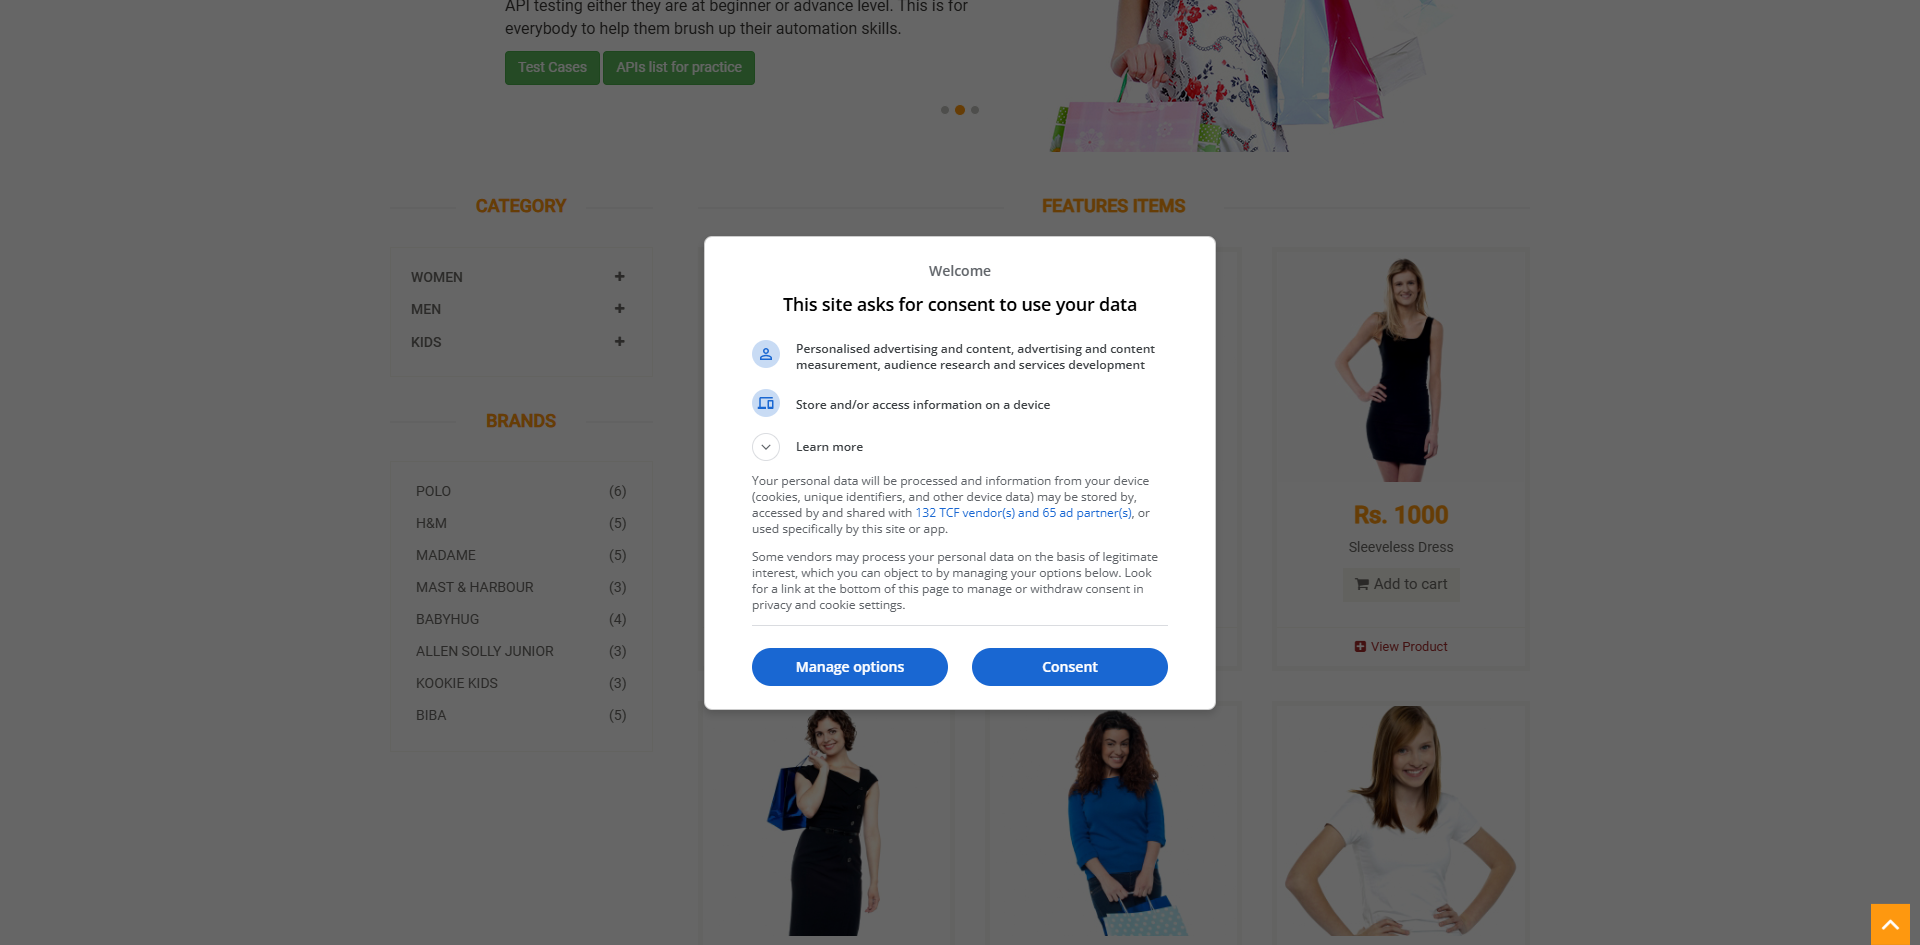 API testing either they are at beginner or advance level. This is for
everybody to help them brush up their automation skills.
Test Cases
APIs list for practice
CATEGORY
WOMEN
MEN
KIDS
BRANDS
POLO (6)
H&M (5)
MADAME (5)
MAST & HARBOUR (3)
BABYHUG (4)
ALLEN SOLLY JUNIOR (3)
KOOKIE KIDS (3)
BIBA (5)
FEATURES ITEMS
Welcome
This site asks for consent to use your data
Personalised advertising and content, advertising and content
measurement, audience research and services development
Store and/or access information on a device
Learn more
Your personal data will be processed and information from your device
(cookies, unique identifiers, and other device data) may be stored by,
accessed by and shared with 132 TCF vendor(s) and 65 ad partner(s), or
used specifically by this site or app.
Some vendors may process your personal data on the basis of legitimate
interest, which you can object to by managing your options below. Look
for a link at the bottom of this page to manage or withdraw consent in
privacy and cookie settings.
Manage options
Consent
Rs. 1000
Sleeveless Dress
Add to cart
View Product